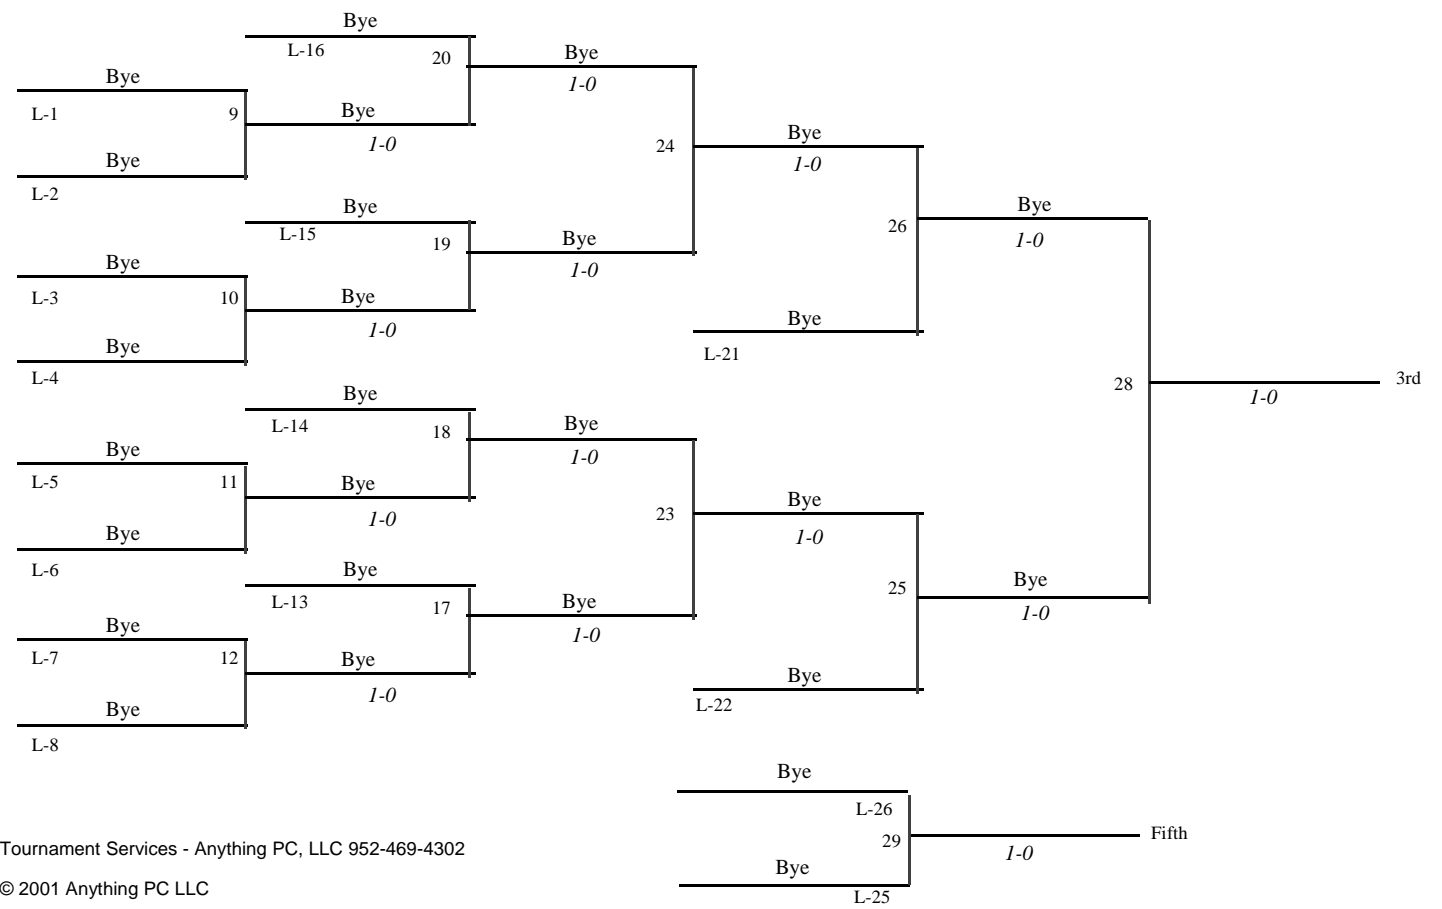 Bye
L-16
20
Bye
1-0
Bye
L-1
9
Bye
1-0
Bye
L-2
24
Bye
1-0
Bye
L-15
19
Bye
1-0
26
Bye
1-0
Bye
L-3
10
Bye
1-0
Bye
L-4
Bye
L-21
28
1-0
3rd
Bye
L-14
18
Bye
1-0
Bye
L-5
11
Bye
1-0
Bye
L-6
23
Bye
1-0
Bye
L-13
17
Bye
1-0
25
Bye
1-0
Bye
L-7
12
Bye
1-0
Bye
L-8
Bye
L-22
Bye
L-26
29
1-0
Fifth
Bye
L-25
Tournament Services - Anything PC, LLC 952-469-4302
© 2001 Anything PC LLC